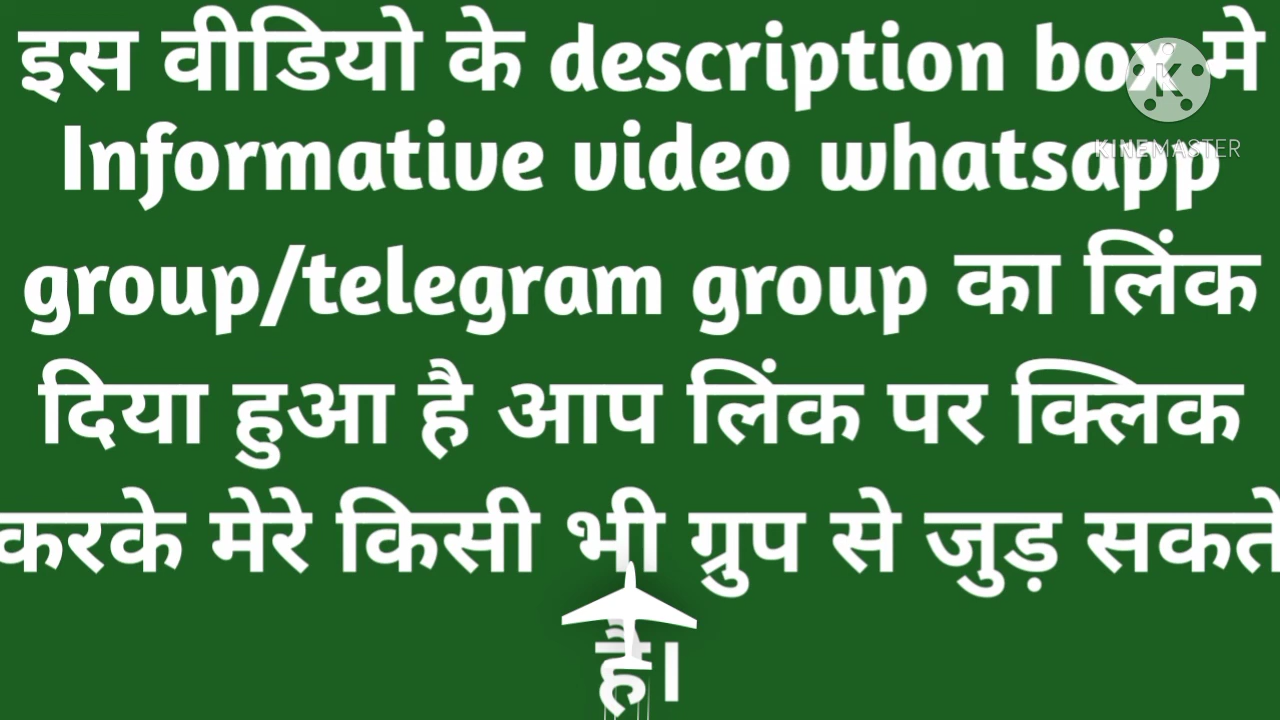 इस वीडियो के description box मे
Informative video whatsapp
group/telegram group का लिंक
दिया हुआ है आप लिंक पर क्लिक
करके मेरे किसी भी ग्रुप से जुड़ सकते
है।
KINEMASTER